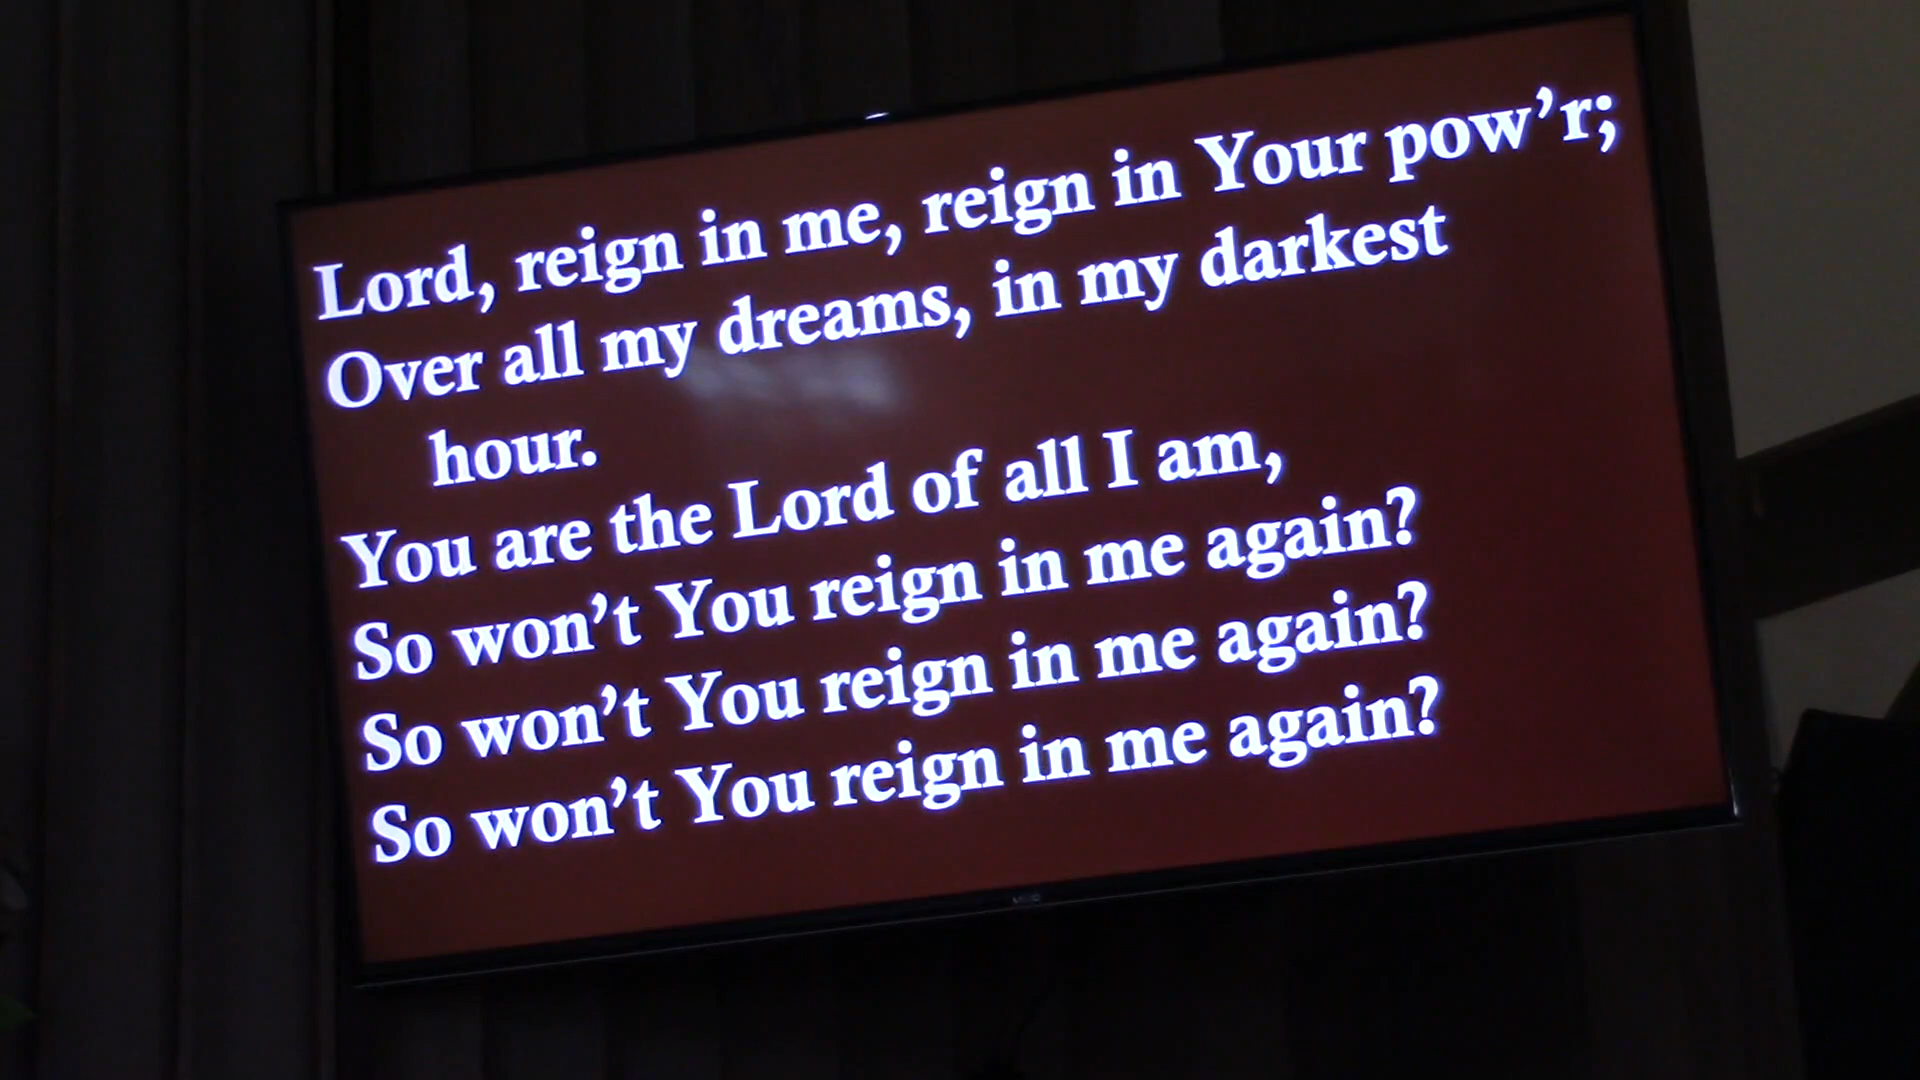 Lord, reign in me, reign in Your pow’r;
Over all my dreams, in my darkest
hour.
You are the Lord of all I am,
So won’t You reign in me again?
So won’t You reign in me again?
So won’t You reign in me again?